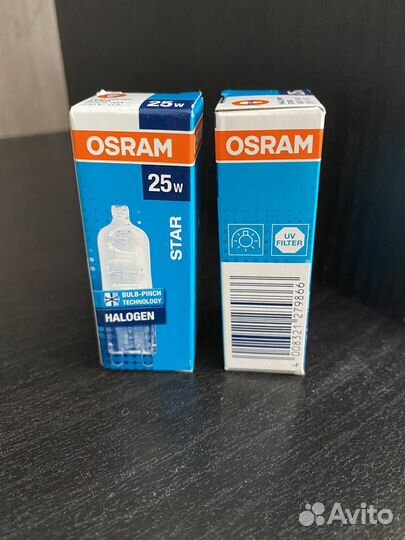 25W
OSRAM
25W
STAR
BULB-PINCH
TECHNOLOGY
HALOGEN
OSRAM
UV
FILTER
4 008321 279866
Avito